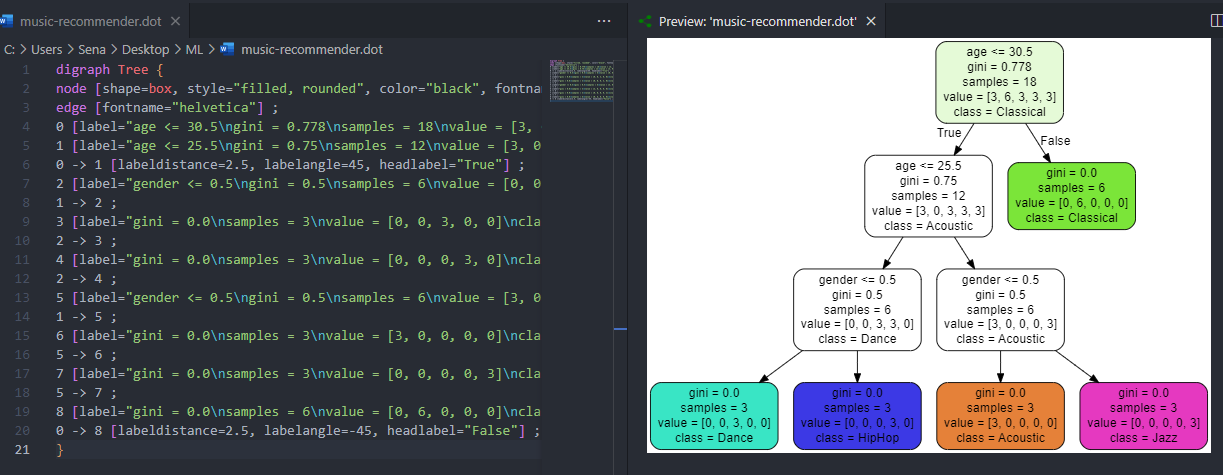 music-recommender.dot
Preview: 'music-recommender.dot'
C: > Users > Sena > Desktop > ML > music-recommender.dot
1 digraph Tree {
2 node [shape=box, style="filled, rounded", color="black", fontna
3 edge [fontname="helvetica"] ;
4 0 [label="age <= 30.5\ngini = 0.778\nsamples = 18\nvalue = [3,
5 1 [label="age <= 25.5\ngini = 0.75\nsamples = 12\nvalue = [3, 0
6 0 -> 1 [labeldistance=2.5, labelangle=45, headlabel="True"] ;
7 2 [label="gender <= 0.5\ngini = 0.5\nsamples = 6\nvalue = [0, 0
8 1 -> 2 ;
9 3 [label="gini = 0.0\nsamples = 3\nvalue = [0, 0, 3, 0, 0]\ncla
10 2 -> 3 ;
11 4 [label="gini = 0.0\nsamples = 3\nvalue = [0, 0, 0, 3, 0]\ncla
12 2 -> 4 ;
13 5 [label="gender <= 0.5\ngini = 0.5\nsamples = 6\nvalue = [3, 0
14 1 -> 5 ;
15 6 [label="gini = 0.0\nsamples = 3\nvalue = [3, 0, 0, 0, 0]\ncla
16 5 -> 6 ;
17 7 [label="gini = 0.0\nsamples = 3\nvalue = [0, 0, 0, 0, 3]\ncla
18 5 -> 7 ;
19 8 [label="gini = 0.0\nsamples = 6\nvalue = [0, 6, 0, 0, 0]\ncla
20 0 -> 8 [labeldistance=2.5, labelangle=-45, headlabel="False"] ;
21 }
age <= 30.5
gini = 0.778
samples = 18
value = [3, 6, 3, 3, 3]
class = Classical
True
False
age <= 25.5
gini = 0.75
samples = 12
value = [3, 0, 3, 3, 3]
class = Acoustic
gini = 0.0
samples = 6
value = [0, 6, 0, 0, 0]
class = Classical
gender <= 0.5
gini = 0.5
samples = 6
value = [0, 0, 3, 3, 0]
class = Dance
gender <= 0.5
gini = 0.5
samples = 6
value = [3, 0, 0, 0, 3]
class = Acoustic
gini = 0.0
samples = 3
value = [0, 0, 3, 0, 0]
class = Dance
gini = 0.0
samples = 3
value = [0, 0, 0, 3, 0]
class = HipHop
gini = 0.0
samples = 3
value = [3, 0, 0, 0, 0]
class = Acoustic
gini = 0.0
samples = 3
value = [0, 0, 0, 0, 3]
class = Jazz